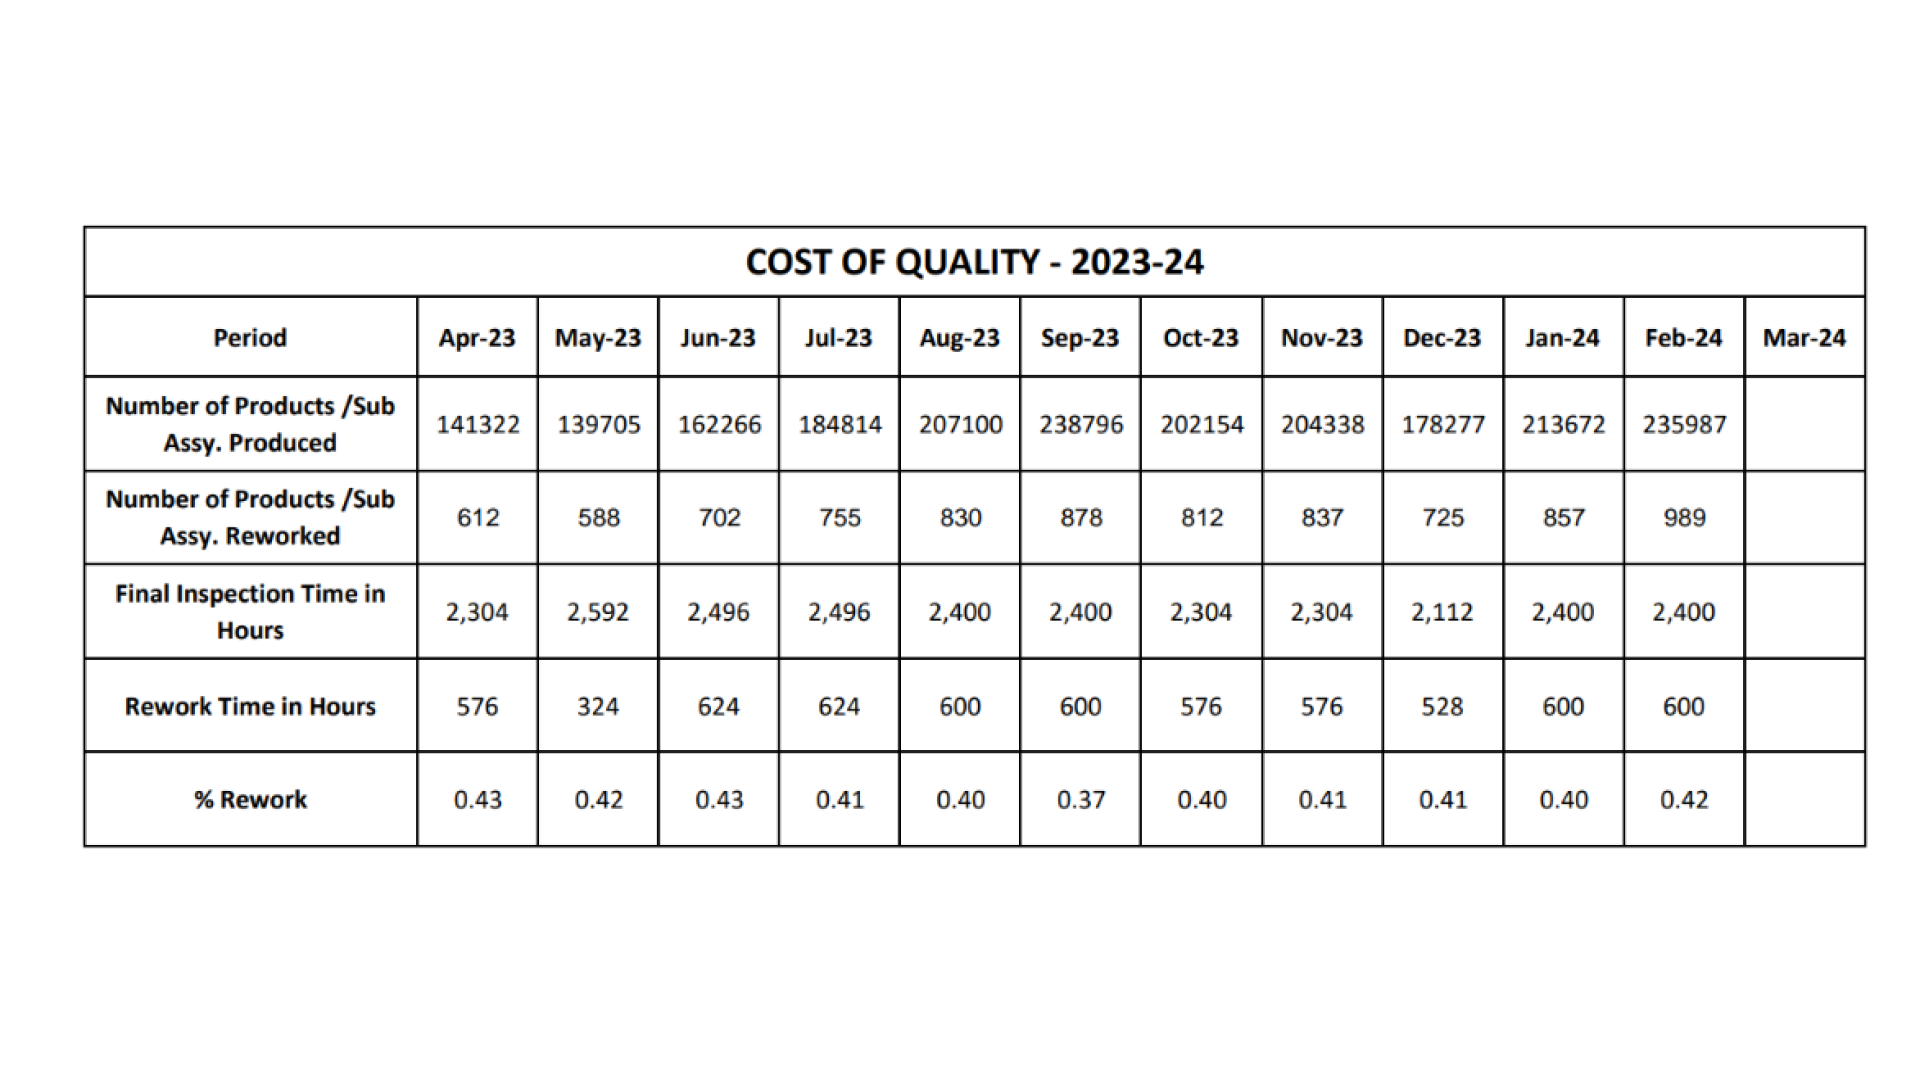 COST OF QUALITY - 2023-24
Period Apr-23 May-23 Jun-23 Jul-23 Aug-23 Sep-23 Oct-23 Nov-23 Dec-23 Jan-24 Feb-24 Mar-24
Number of Products /Sub
Assy. Produced
141322 139705 162266 184814 207100 238796 202154 204338 178277 213672 235987
Number of Products /Sub
Assy. Reworked
612 588 702 755 830 878 812 837 725 857 989
Final Inspection Time in
Hours
2,304 2,592 2,496 2,496 2,400 2,400 2,304 2,304 2,112 2,400 2,400
Rework Time in Hours 576 324 624 624 600 600 576 576 528 600 600
% Rework 0.43 0.42 0.43 0.41 0.40 0.37 0.40 0.41 0.41 0.40 0.42